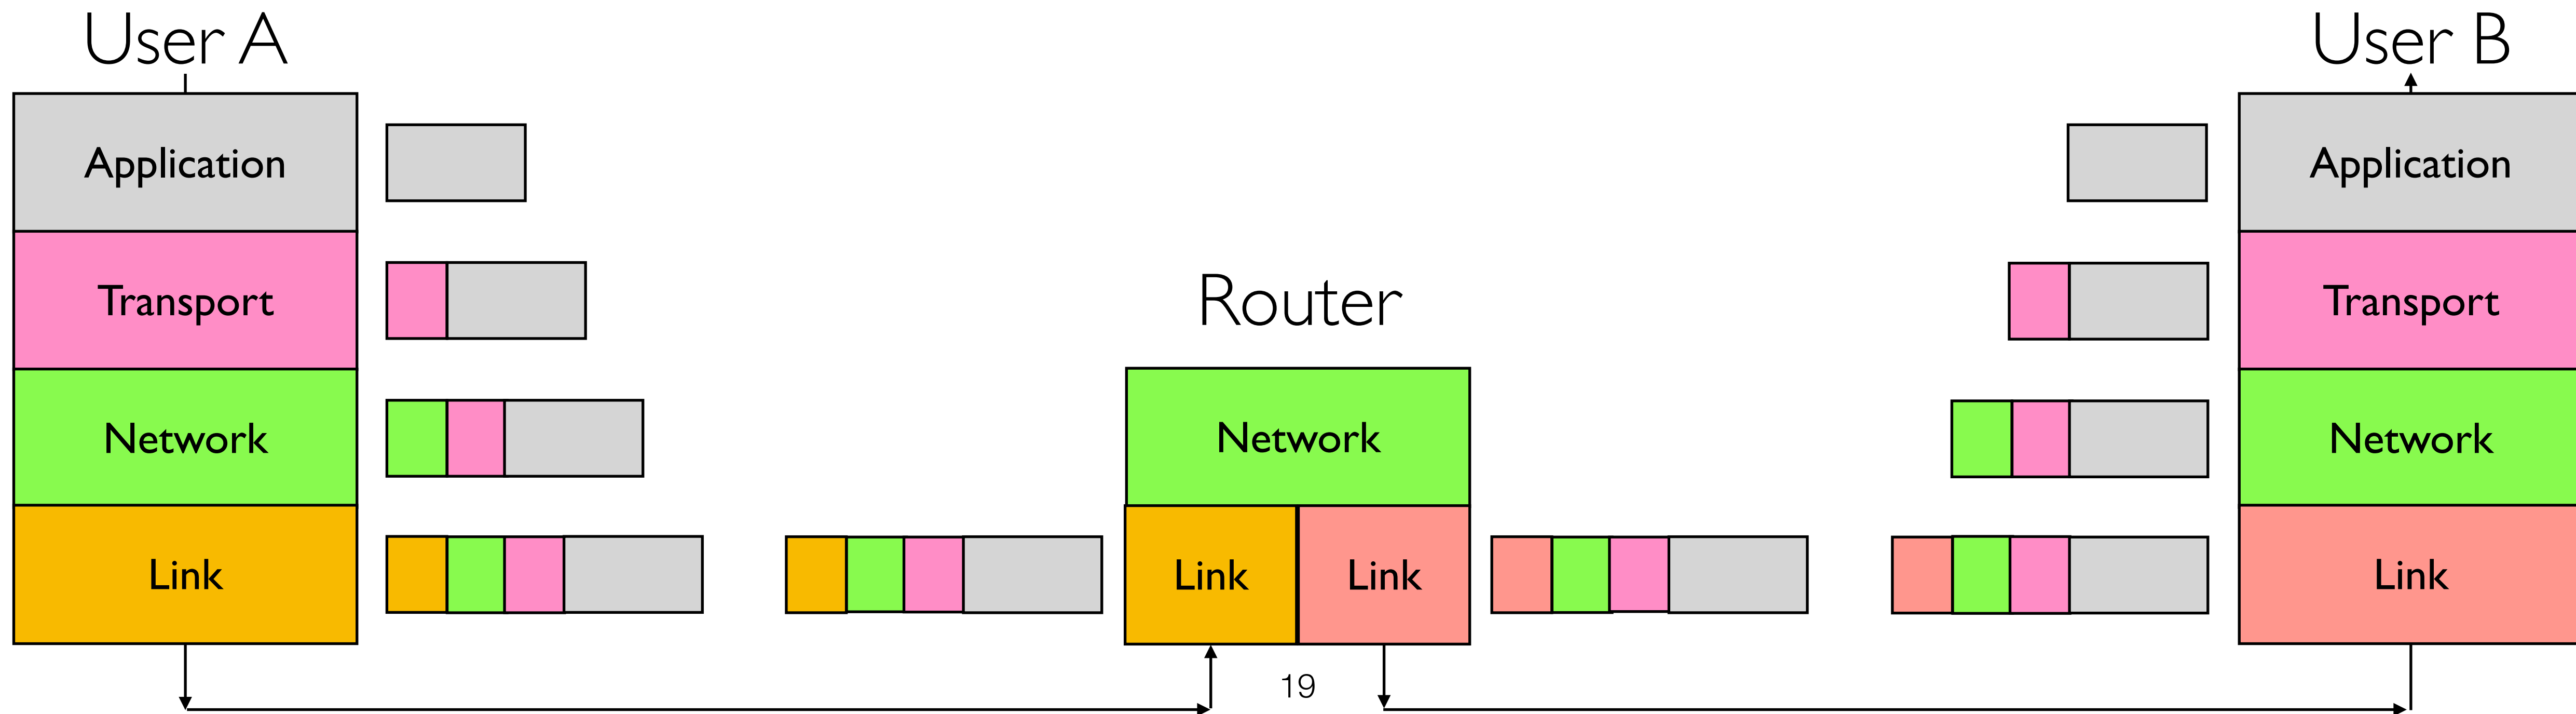 User A
Application
Transport
Network
Link
Router
Network
Link Link
19
User B
Application
Transport
Network
Link